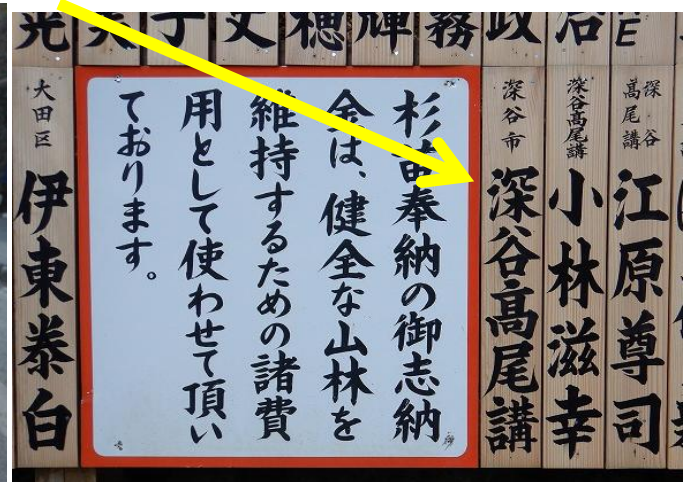 治
政
務
輝
穂
子
光
深谷
高尾講
江原尊司
深谷高尾講
小林滋幸
深谷市
深谷高尾講
杉苗奉納の御志納
金は、健全な山林を
維持するための諸費
用として使わせて頂い
ております。
大田区
伊東泰白